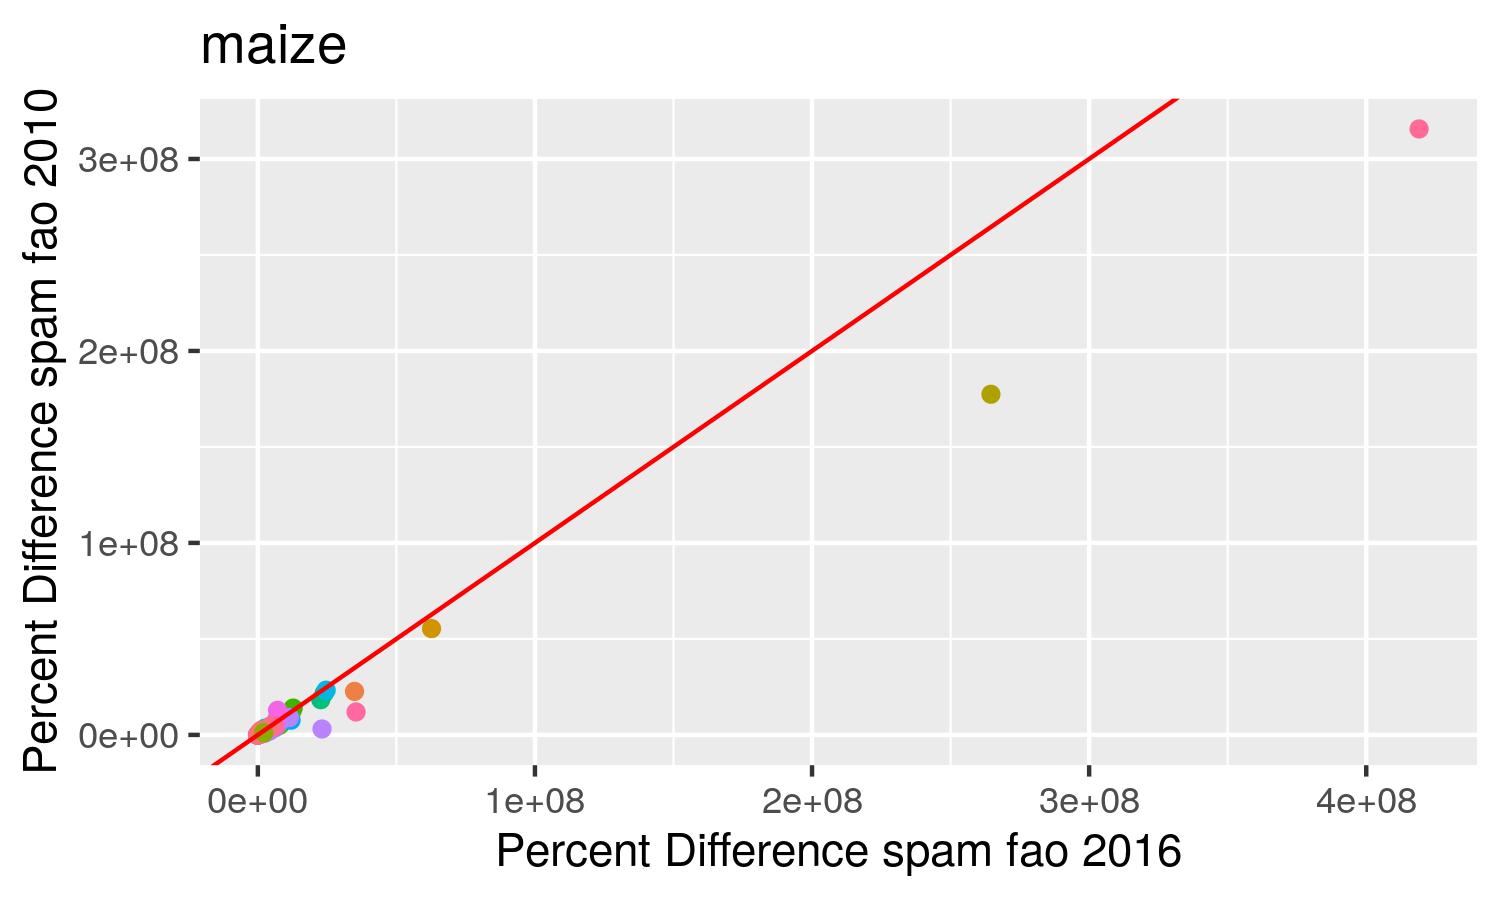 maize
Percent Difference spam fao 2010
3e+08
2e+08
1e+08
0e+00
0e+00 1e+08 2e+08 3e+08 4e+08
Percent Difference spam fao 2016